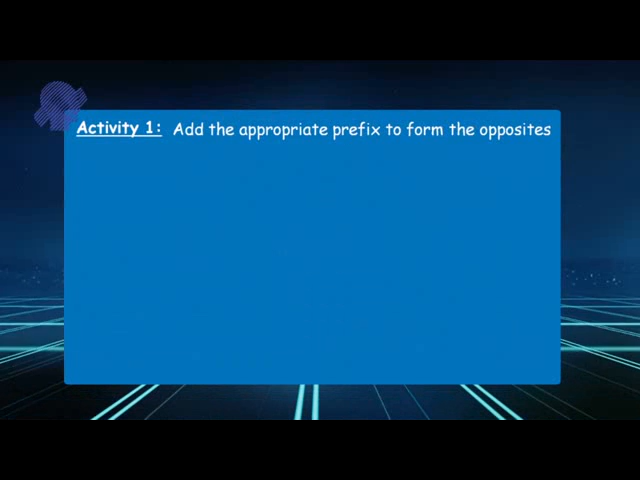 Activity 1: Add the appropriate prefix to form the opposites